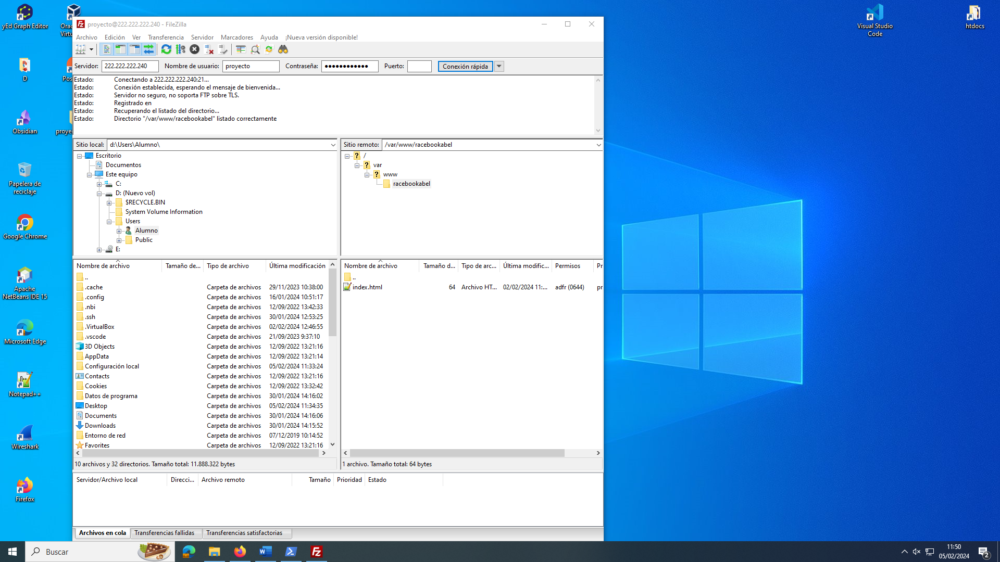 yEd Graph Editor
D
Obsidian
Papelera de
reciclaje
Google Chrome
Apache
NetBeans IDE 15
Microsoft Edge
Notepad++
Wireshark
Firefox
Orac
Virtu
Pos
proyec
Visual Studio
Code
htdocs
proyecto@222.222.222.240 - FileZilla
Archivo Edición Ver Transferencia Servidor Marcadores Ayuda ¡Nueva versión disponible!
Servidor: 222.222.222.240 Nombre de usuario: proyecto Contraseña: ●●●●●●●●●●●● Puerto: Conexión rápida
Estado: Conectando a 222.222.222.240:21...
Estado: Conexión establecida, esperando el mensaje de bienvenida...
Estado: Servidor no seguro, no soporta FTP sobre TLS.
Estado: Registrado en
Estado: Recuperando el listado del directorio...
Estado: Directorio "/var/www/racebookabel" listado correctamente
Sitio local: d:\Users\Alumno\
Escritorio
Documentos
Este equipo
C:
D: (Nuevo vol)
$RECYCLE.BIN
System Volume Information
Users
Alumno
Public
E:
Sitio remoto: /var/www/racebookabel
/
var
www
racebookabel
Nombre de archivo Tamaño de... Tipo de archivo Última modificación
..
.cache Carpeta de archivos 29/11/2023 10:38:00
.config Carpeta de archivos 16/01/2024 10:51:17
.nbi Carpeta de archivos 12/09/2022 13:42:33
.ssh Carpeta de archivos 30/01/2024 12:53:25
.VirtualBox Carpeta de archivos 02/02/2024 12:46:55
.vscode Carpeta de archivos 21/09/2023 9:37:10
3D Objects Carpeta de archivos 12/09/2022 13:21:16
AppData Carpeta de archivos 12/09/2022 13:21:14
Configuración local Carpeta de archivos 05/02/2024 11:33:24
Contacts Carpeta de archivos 12/09/2022 13:21:16
Cookies Carpeta de archivos 12/09/2022 13:32:42
Datos de programa Carpeta de archivos 30/01/2024 14:16:02
Desktop Carpeta de archivos 05/02/2024 11:34:35
Documents Carpeta de archivos 30/01/2024 14:16:06
Downloads Carpeta de archivos 30/01/2024 14:15:52
Entorno de red Carpeta de archivos 07/12/2019 10:14:52
Favorites Carpeta de archivos 12/09/2022 13:21:16
10 archivos y 32 directorios. Tamaño total: 11.888.322 bytes
Nombre de archivo Tamaño d... Tipo de arc... Última modific... Permisos Pr
..
index.html 64 Archivo HT... 02/02/2024 11:... adfr (0644) pr
1 archivo. Tamaño total: 64 bytes
Servidor/Archivo local Direcci... Archivo remoto Tamaño Prioridad Estado
Archivos en cola Transferencias fallidas Transferencias satisfactorias
Buscar
11:50
05/02/2024
2